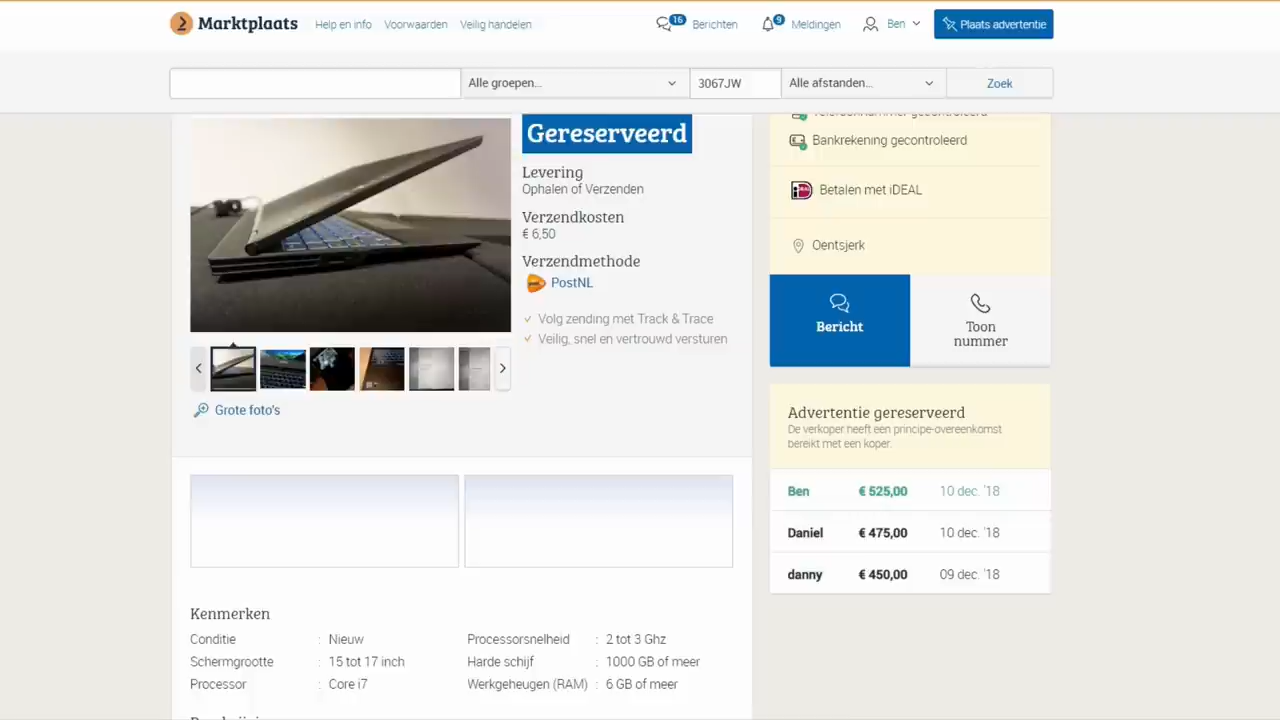 Marktplaats
Help en info
Voorwaarden
Veilig handelen
16
Berichten
9
Meldingen
Ben
Plaats advertentie
Alle groepen...
3067JW
Alle afstanden...
Zoek
Gereserveerd
Levering
Ophalen of Verzenden
Verzendkosten
€ 6,50
Verzendmethode
PostNL
Volg zending met Track & Trace
Veilig, snel en vertrouwd versturen
Grote foto's
Bankrekening gecontroleerd
iDEAL
Betalen met iDEAL
Oentsjerk
Bericht
Toon
nummer
Advertentie gereserveerd
De verkoper heeft een principe-overeenkomst
bereikt met een koper.
Ben € 525,00 10 dec. '18
Daniel € 475,00 10 dec. '18
danny € 450,00 09 dec. '18
Kenmerken
Conditie : Nieuw
Processorsnelheid : 2 tot 3 Ghz
Schermgrootte : 15 tot 17 inch
Harde schijf : 1000 GB of meer
Processor : Core i7
Werkgeheugen (RAM) : 6 GB of meer